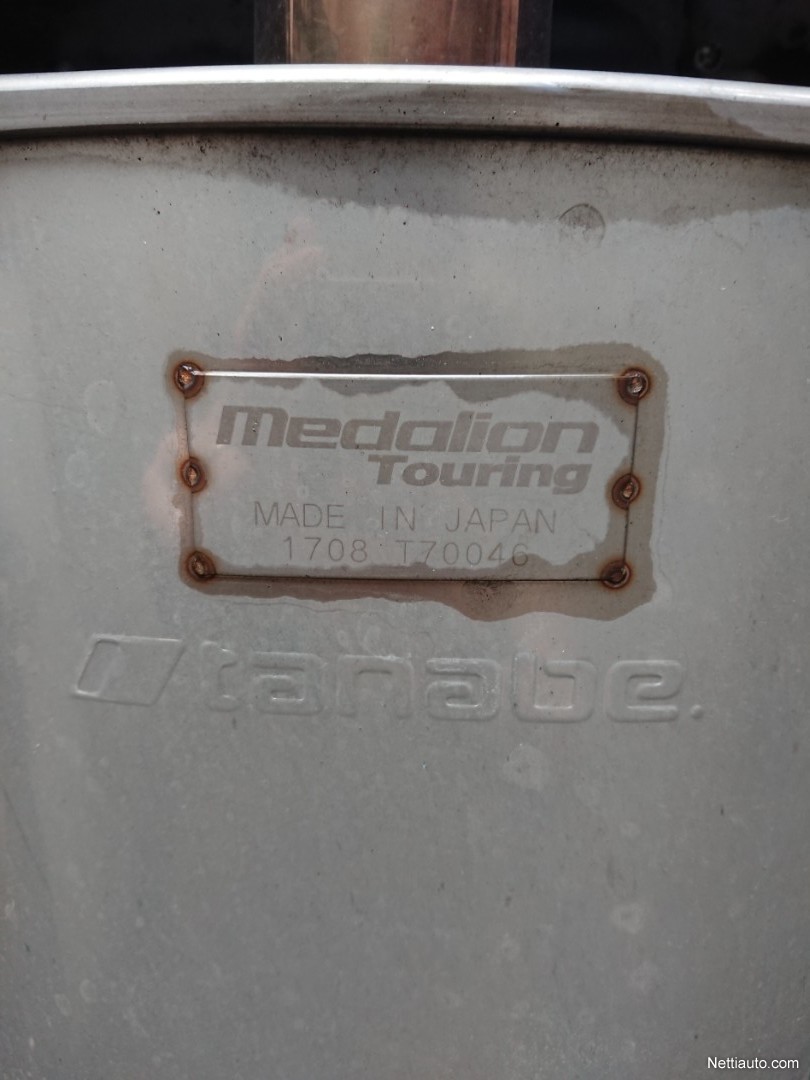 medalion
Touring
MADE IN JAPAN
1708 T70046
tanabe.
Nettiauto.com